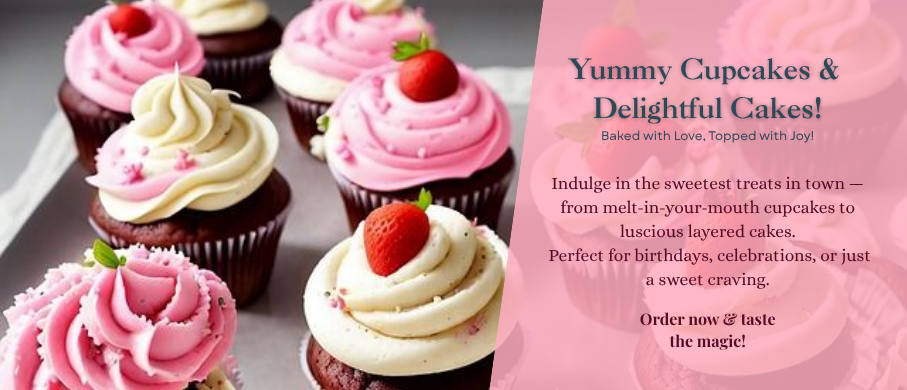 Yummy Cupcakes &
Delightful Cakes!
Baked with Love, Topped with Joy!
Indulge in the sweetest treats in town —
from melt-in-your-mouth cupcakes to
luscious layered cakes.
Perfect for birthdays, celebrations, or just
a sweet craving.
Order now & taste
the magic!